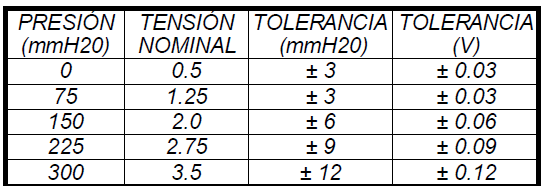 PRESIÓN TENSIÓN TOLERANCIA TOLERANCIA
(mmH20) NOMINAL (mmH20) (V)
0 0.5 ± 3 ± 0.03
75 1.25 ± 3 ± 0.03
150 2.0 ± 6 ± 0.06
225 2.75 ± 9 ± 0.09
300 3.5 ± 12 ± 0.12